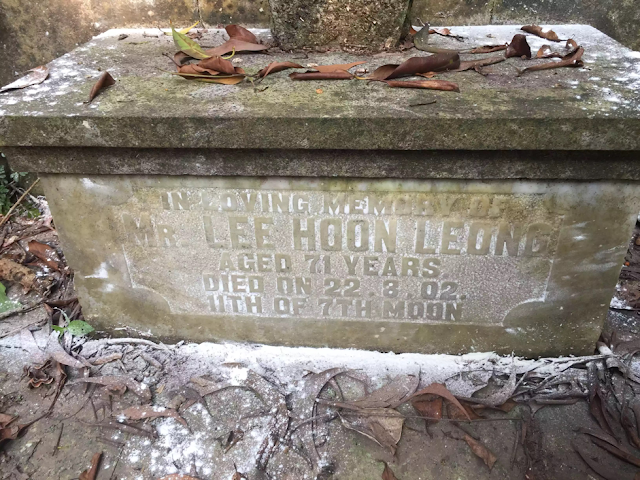 IN LOVING MEMORY OF
MR LEE HOON LEONG
AGED 71 YEARS
DIED ON 22. 8. 02.
11TH OF 7TH MOON